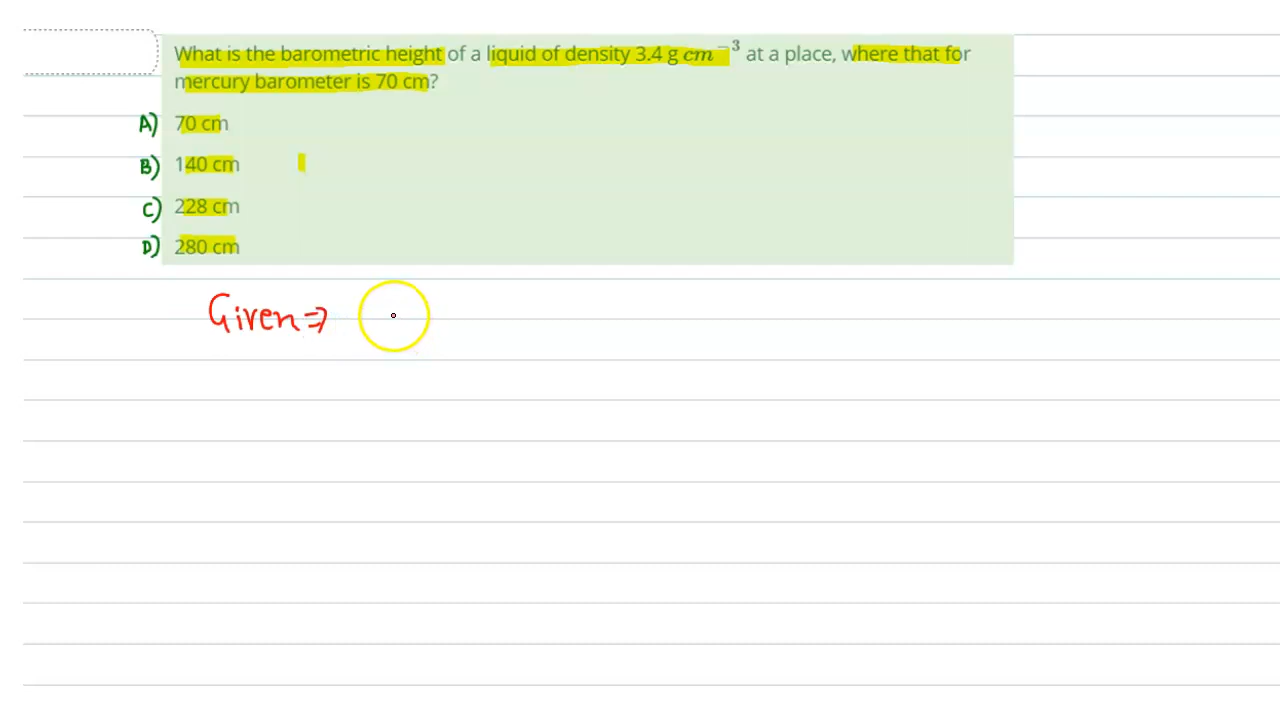 What is the barometric height of a liquid of density 3.4 g cm⁻³ at a place, where that for
mercury barometer is 70 cm?
A) 70 cm
B) 140 cm
C) 228 cm
D) 280 cm
Given ⇒